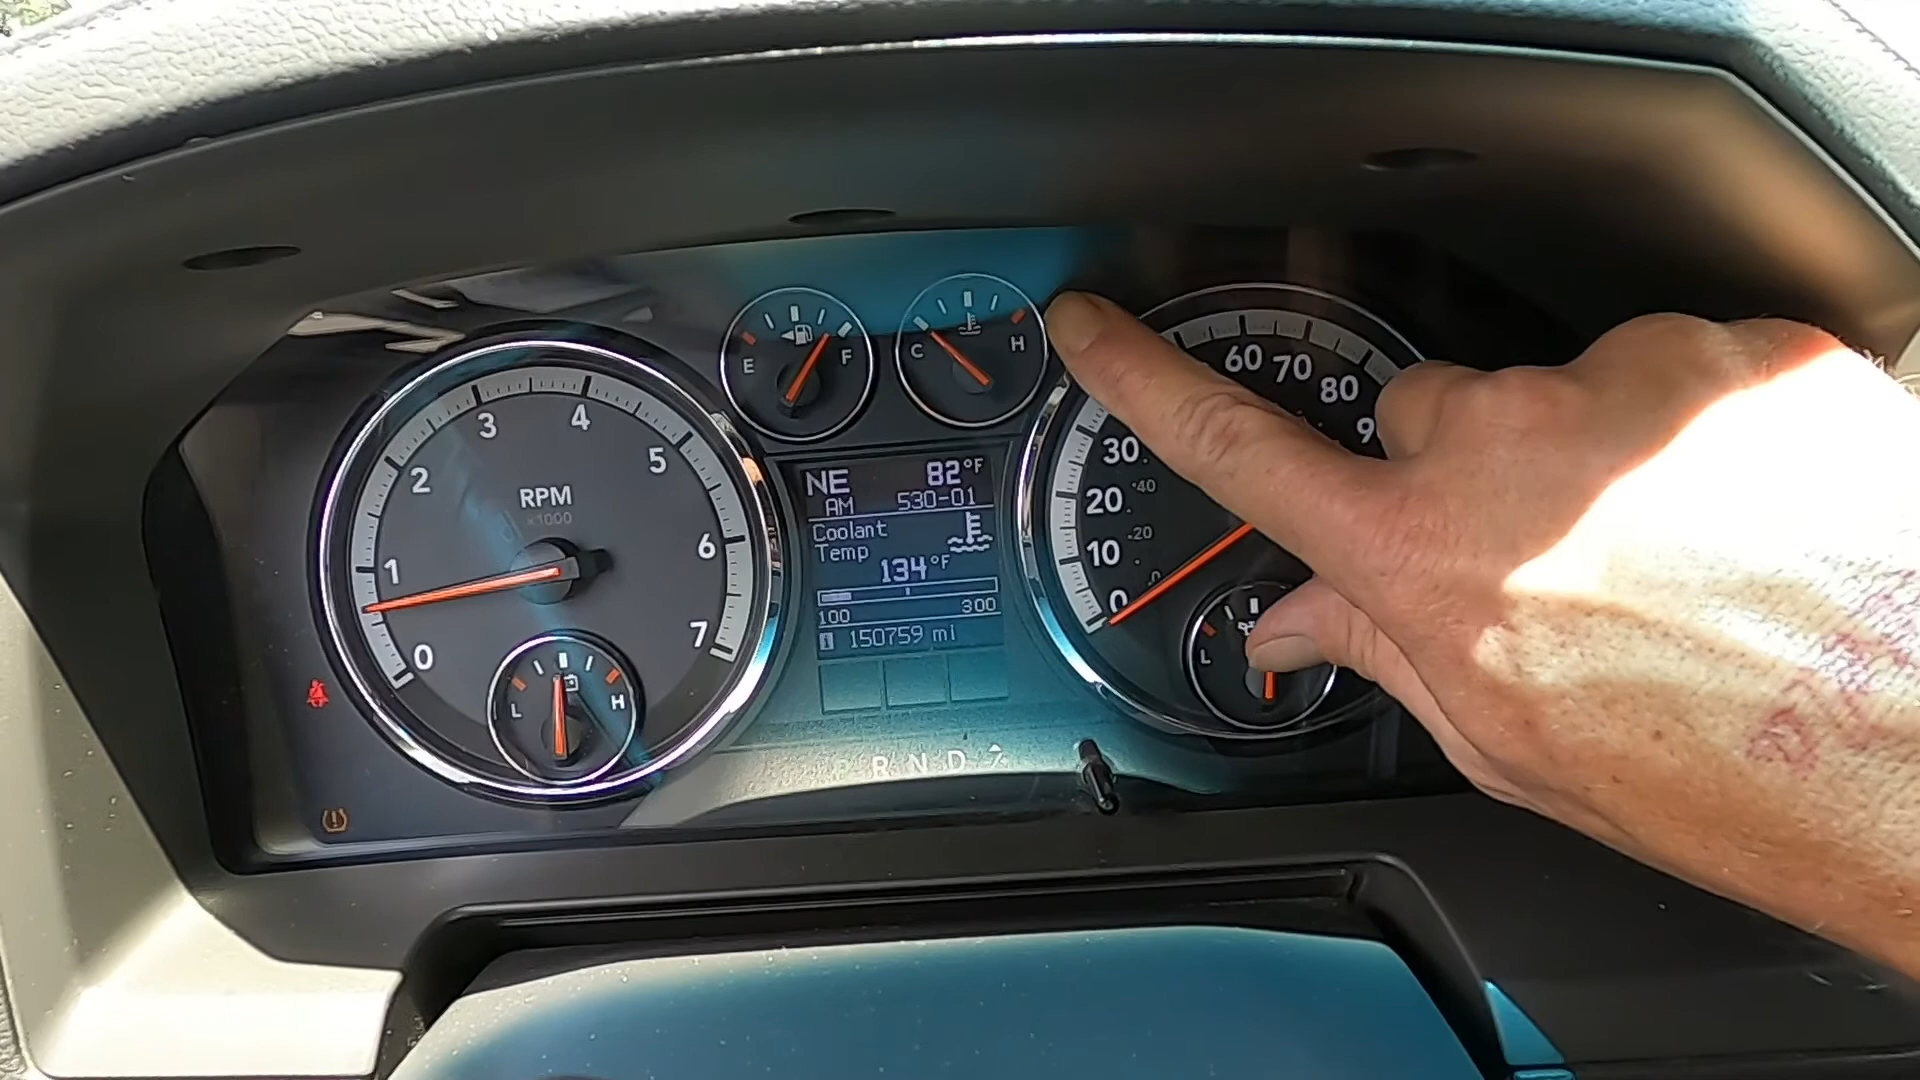 E F
C H
RPM
x1000
0 1 2 3 4 5 6 7
L H
NE 82°F
AM 530-01
Coolant
Temp
134°F
100 300
150759 mi
R N D
0 10 20 30 60 70 80
0 20 40
L